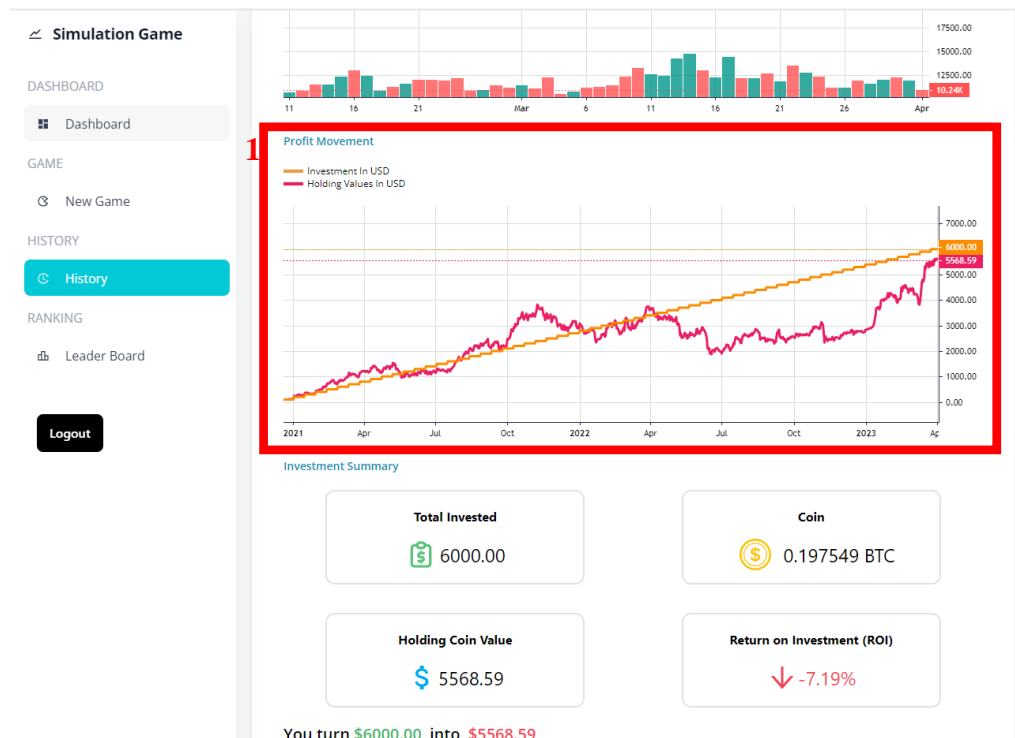 Simulation Game
DASHBOARD
Dashboard
GAME
New Game
HISTORY
History
RANKING
Leader Board
Logout
17500.00
15000.00
12500.00
10.24K
11 16 21 Mar 6 11 16 21 26 Apr
1
Profit Movement
Investment In USD
Holding Values In USD
7000.00
6000.00
5568.59
5000.00
4000.00
3000.00
2000.00
1000.00
0.00
2021 Apr Jul Oct 2022 Apr Jul Oct 2023 Ap
Investment Summary
Total Invested
6000.00
Coin
0.197549 BTC
Holding Coin Value
$ 5568.59
Return on Investment (ROI)
-7.19%
You turn $6000.00 into $5568.59